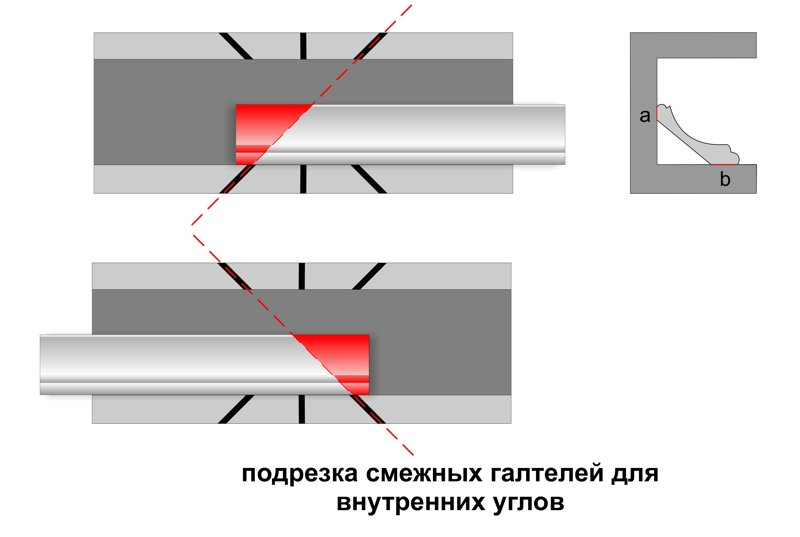 a
b
подрезка смежных галтелей для
внутренних углов